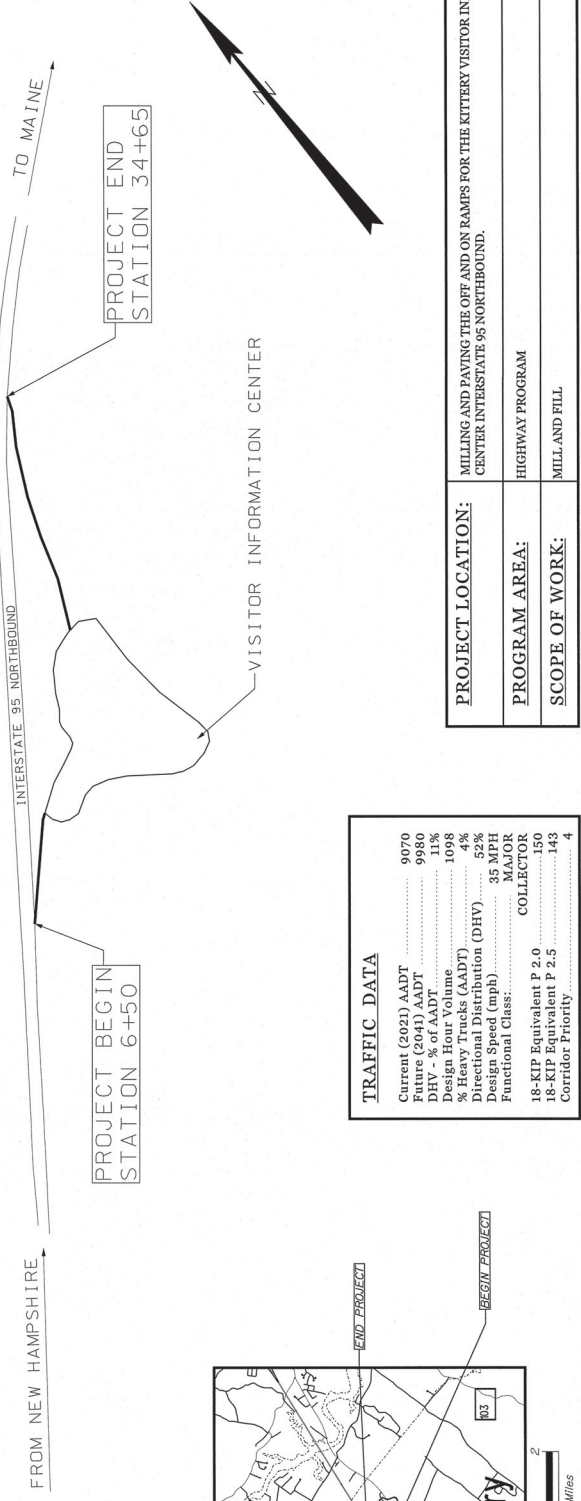 FROM NEW HAMPSHIRE
INTERSTATE 95 NORTHBOUND
TO MAINE
PROJECT BEGIN
STATION 6+50
PROJECT END
STATION 34+65
VISITOR INFORMATION CENTER
N
END PROJECT
BEGIN PROJECT
103
2
Miles
TRAFFIC DATA
Current (2021) AADT 9070
Future (2041) AADT 9980
DHV - % of AADT 11%
Design Hour Volume 1098
% Heavy Trucks (AADT) 4%
Directional Distribution (DHV) 52%
Design Speed (mph) 35 MPH
Functional Class: MAJOR
COLLECTOR
18-KIP Equivalent P 2.0 150
18-KIP Equivalent P 2.5 143
Corridor Priority 4
PROJECT LOCATION: MILLING AND PAVING THE OFF AND ON RAMPS FOR THE KITTERY VISITOR IN
CENTER INTERSTATE 95 NORTHBOUND.
PROGRAM AREA: HIGHWAY PROGRAM
SCOPE OF WORK: MILL AND FILL